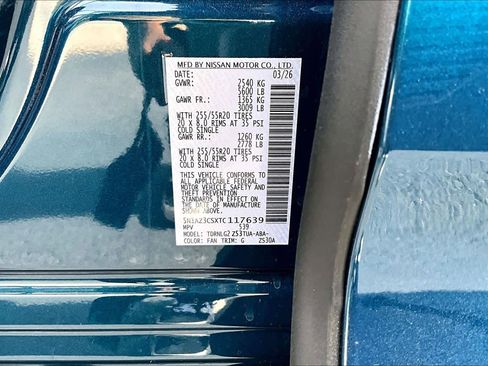 MFD BY NISSAN MOTOR CO., LTD.
DATE: 03/26
GVWR: 2540 KG
5600 LB
GAWR FR.: 1365 KG
3009 LB
WITH 255/55R20 TIRES
20 x 8.0 RIMS AT 35 PSI
COLD SINGLE
GAWR RR.: 1260 KG
2778 LB
WITH 255/55R20 TIRES
20 x 8.0 RIMS AT 35 PSI
COLD SINGLE
THIS VEHICLE CONFORMS TO
ALL APPLICABLE FEDERAL
MOTOR VEHICLE SAFETY AND
THEFT PREVENTION
STANDARDS IN EFFECT ON
THE DATE OF MANUFACTURE
SHOWN ABOVE
5N1AZ3CSXTC117639
MPV 539
MODEL: TDRNLG2 Z53TUA-ABA-
COLOR: FAN TRIM: G Z530A